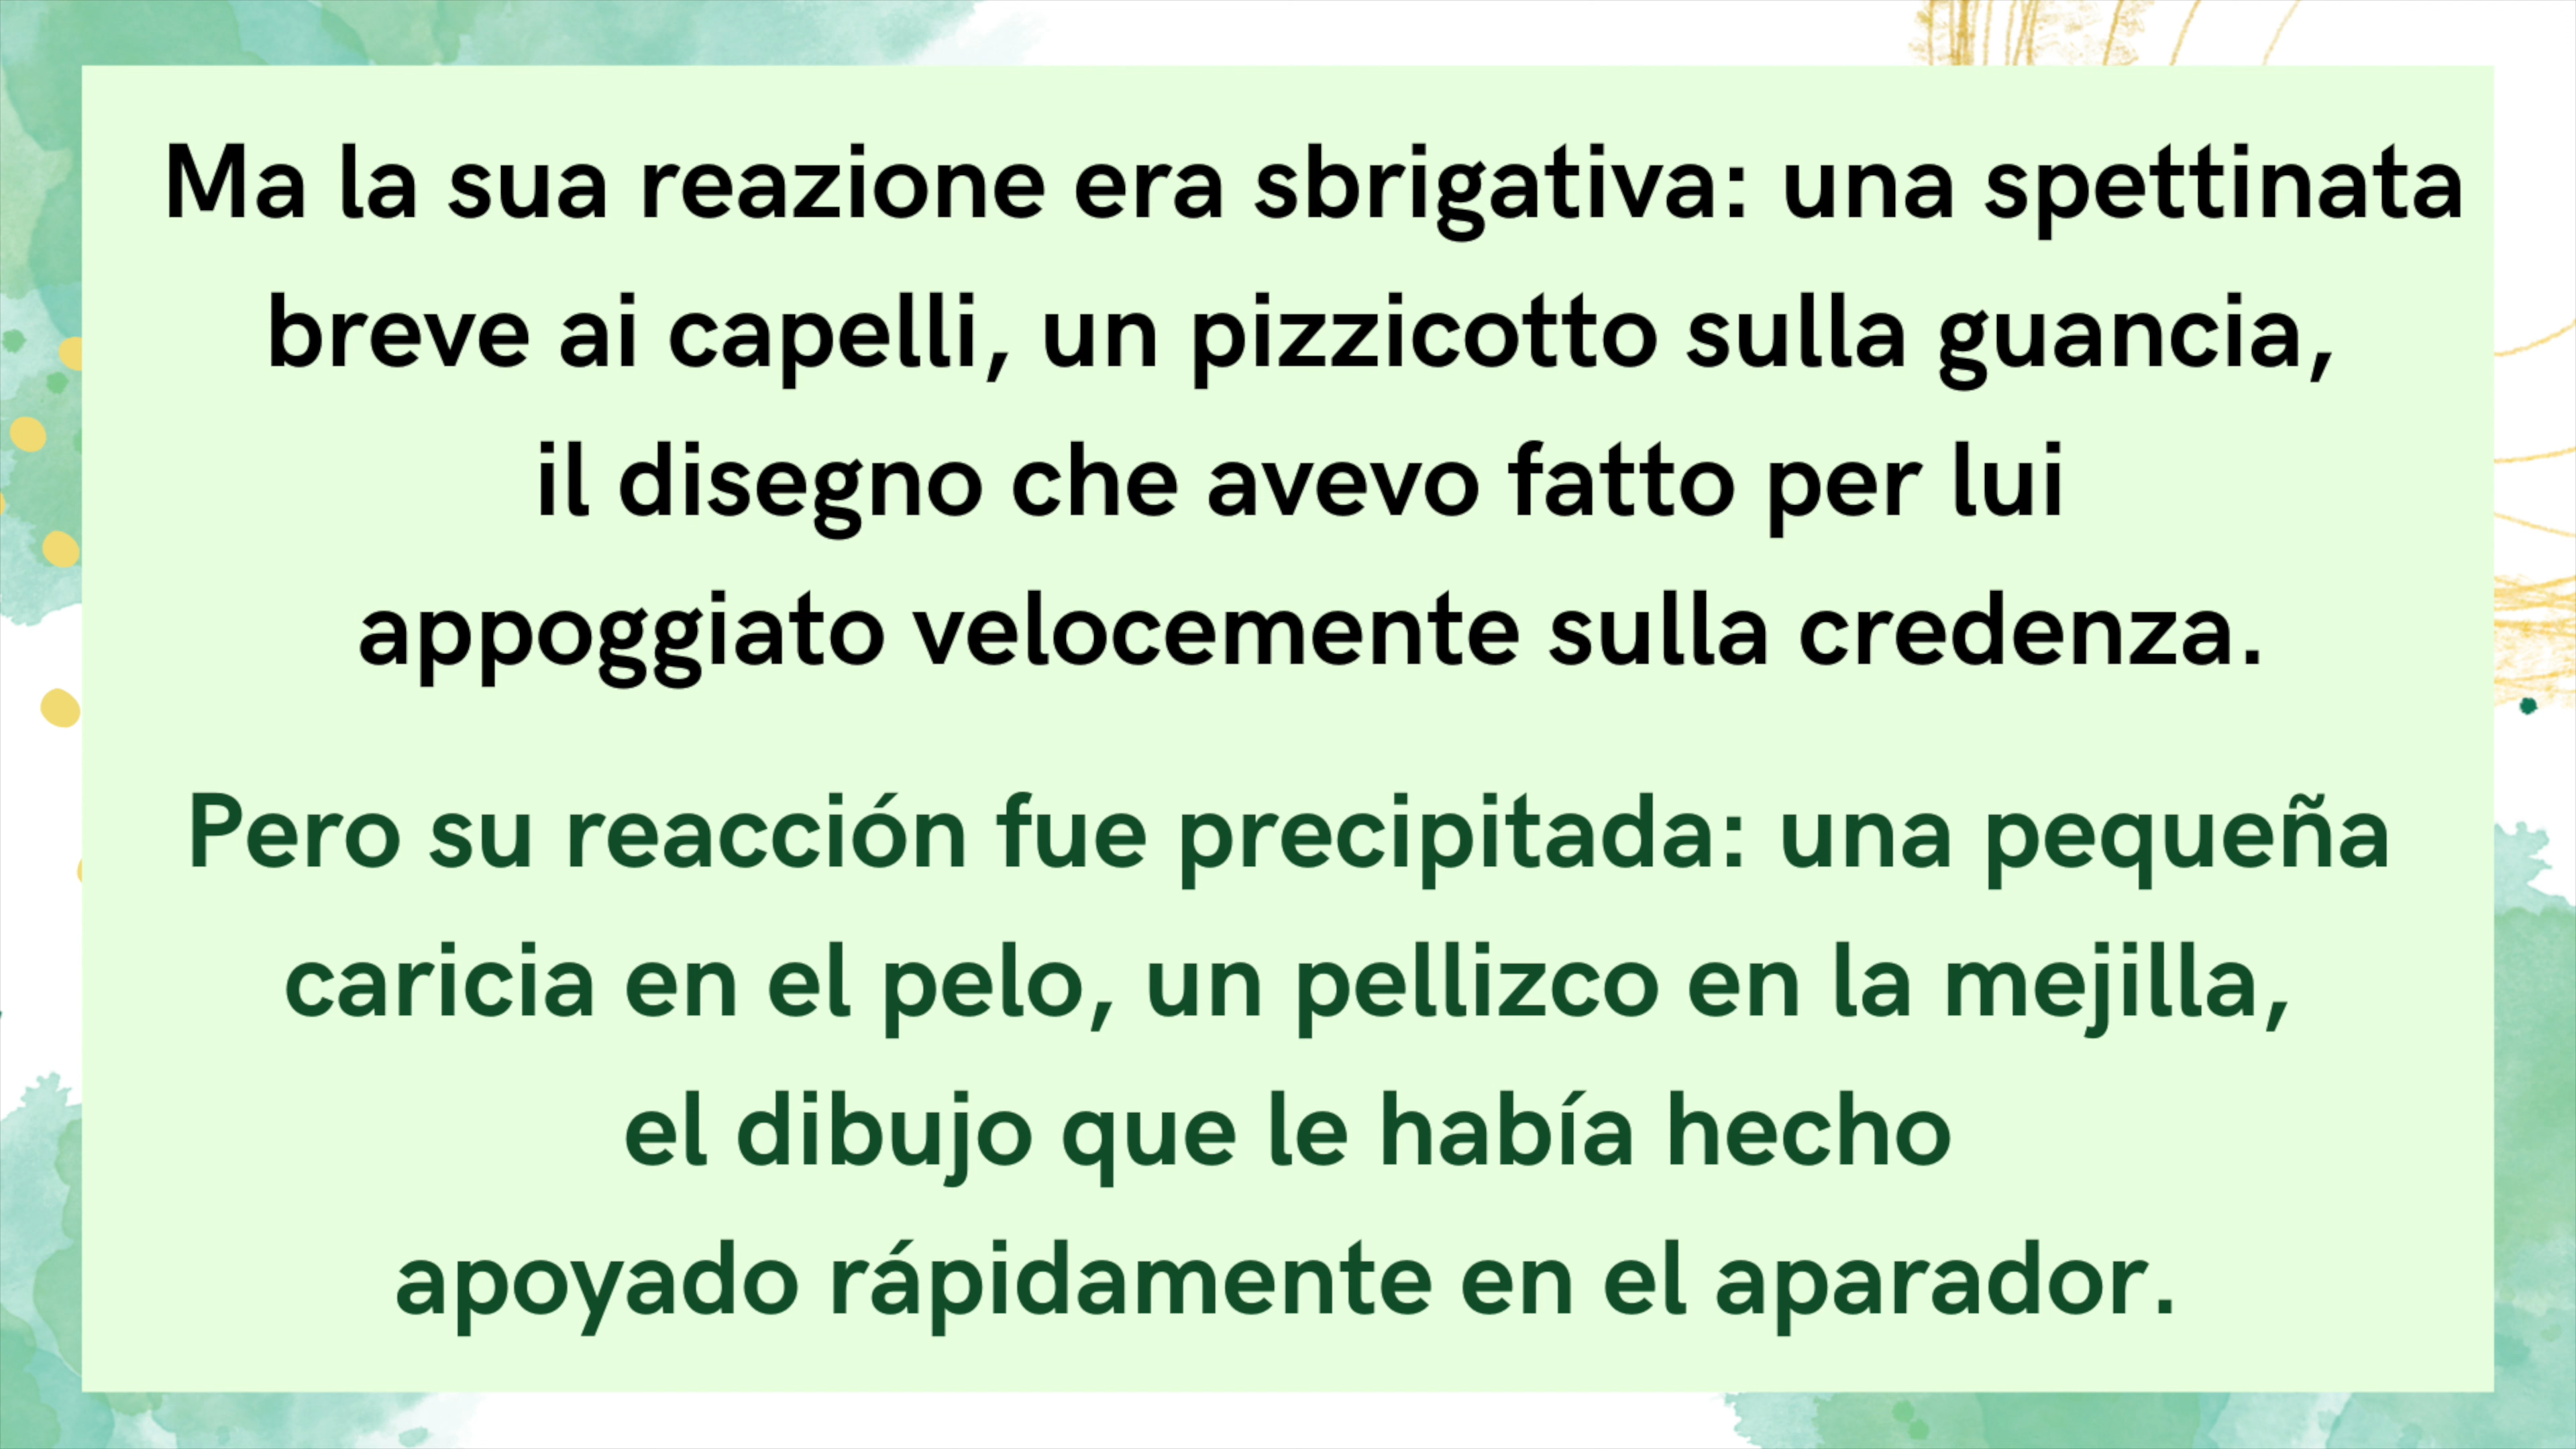 Ma la sua reazione era sbrigativa: una spettinata
breve ai capelli, un pizzicotto sulla guancia,
il disegno che avevo fatto per lui
appoggiato velocemente sulla credenza.
Pero su reacción fue precipitada: una pequeña
caricia en el pelo, un pellizco en la mejilla,
el dibujo que le había hecho
apoyado rápidamente en el aparador.